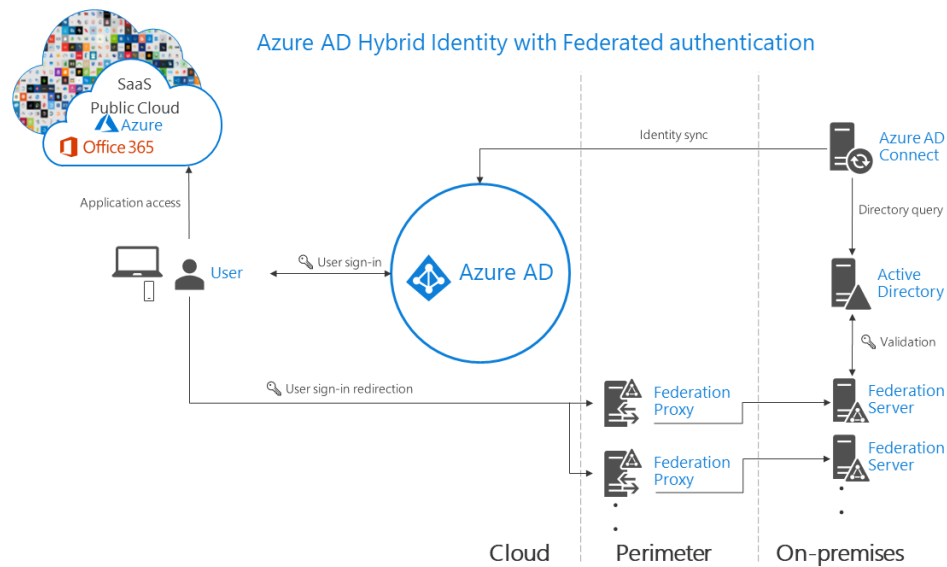 Azure AD Hybrid Identity with Federated authentication
SaaS
Public Cloud
Azure
Office 365
Identity sync
Azure AD
Connect
Application access
Directory query
User
User sign-in
Azure AD
Active
Directory
Validation
User sign-in redirection
Federation
Proxy
Federation
Server
Federation
Proxy
Federation
Server
Cloud
Perimeter
On-premises